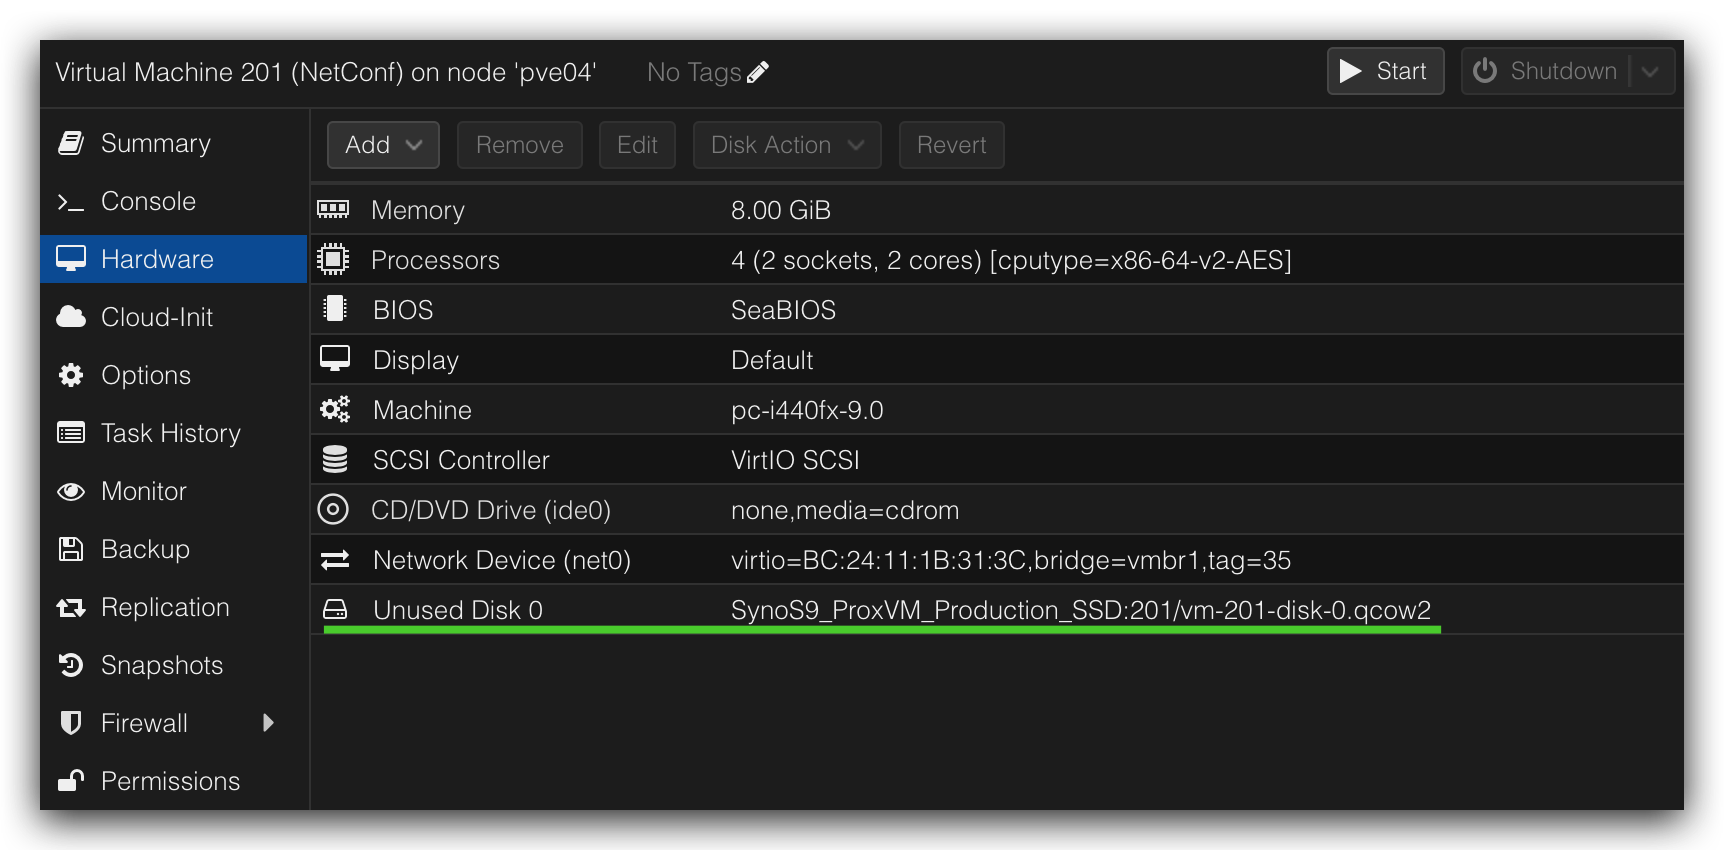 Virtual Machine 201 (NetConf) on node 'pve04' No Tags Start Shutdown
Summary
Console
Hardware
Cloud-Init
Options
Task History
Monitor
Backup
Replication
Snapshots
Firewall
Permissions
Add Remove Edit Disk Action Revert
Memory 8.00 GiB
Processors 4 (2 sockets, 2 cores) [cputype=x86-64-v2-AES]
BIOS SeaBIOS
Display Default
Machine pc-i440fx-9.0
SCSI Controller VirtIO SCSI
CD/DVD Drive (ide0) none,media=cdrom
Network Device (net0) virtio=BC:24:11:1B:31:3C,bridge=vmbr1,tag=35
Unused Disk 0 SynoS9_ProxVM_Production_SSD:201/vm-201-disk-0.qcow2